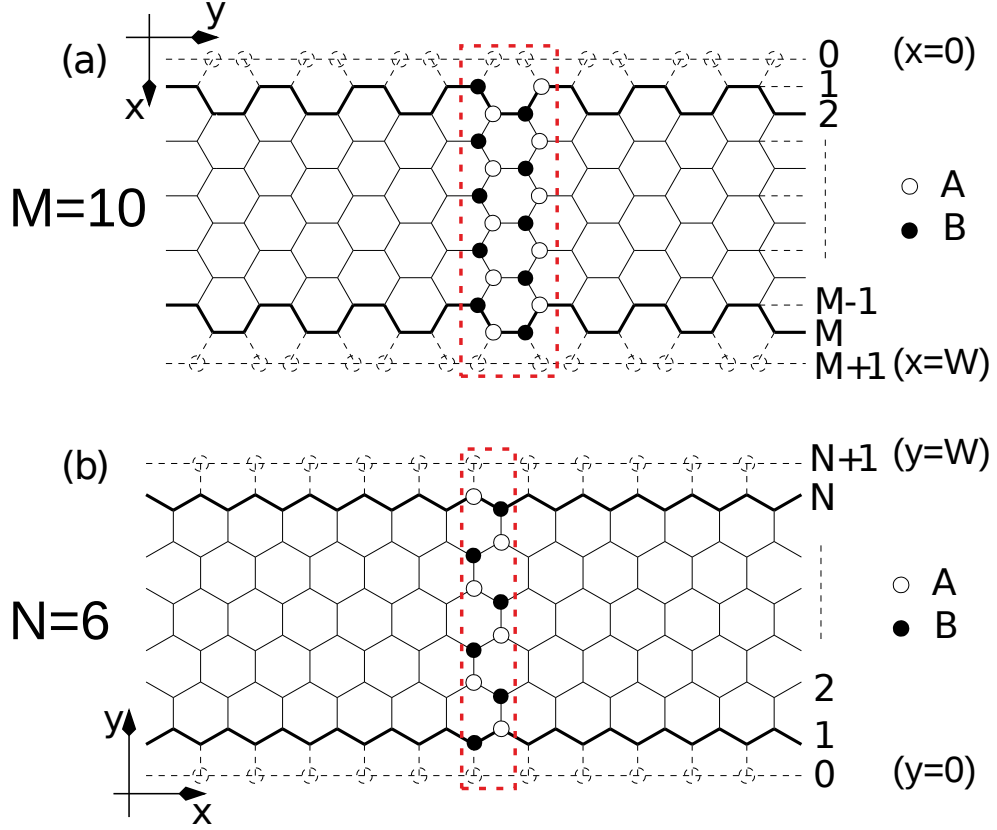 y
(a)
0 (x=0)
x
1
2
M=10
A
B
M-1
M
M+1 (x=W)
(b)
N+1 (y=W)
N
A
N=6
B
2
y
1
0 (y=0)
x